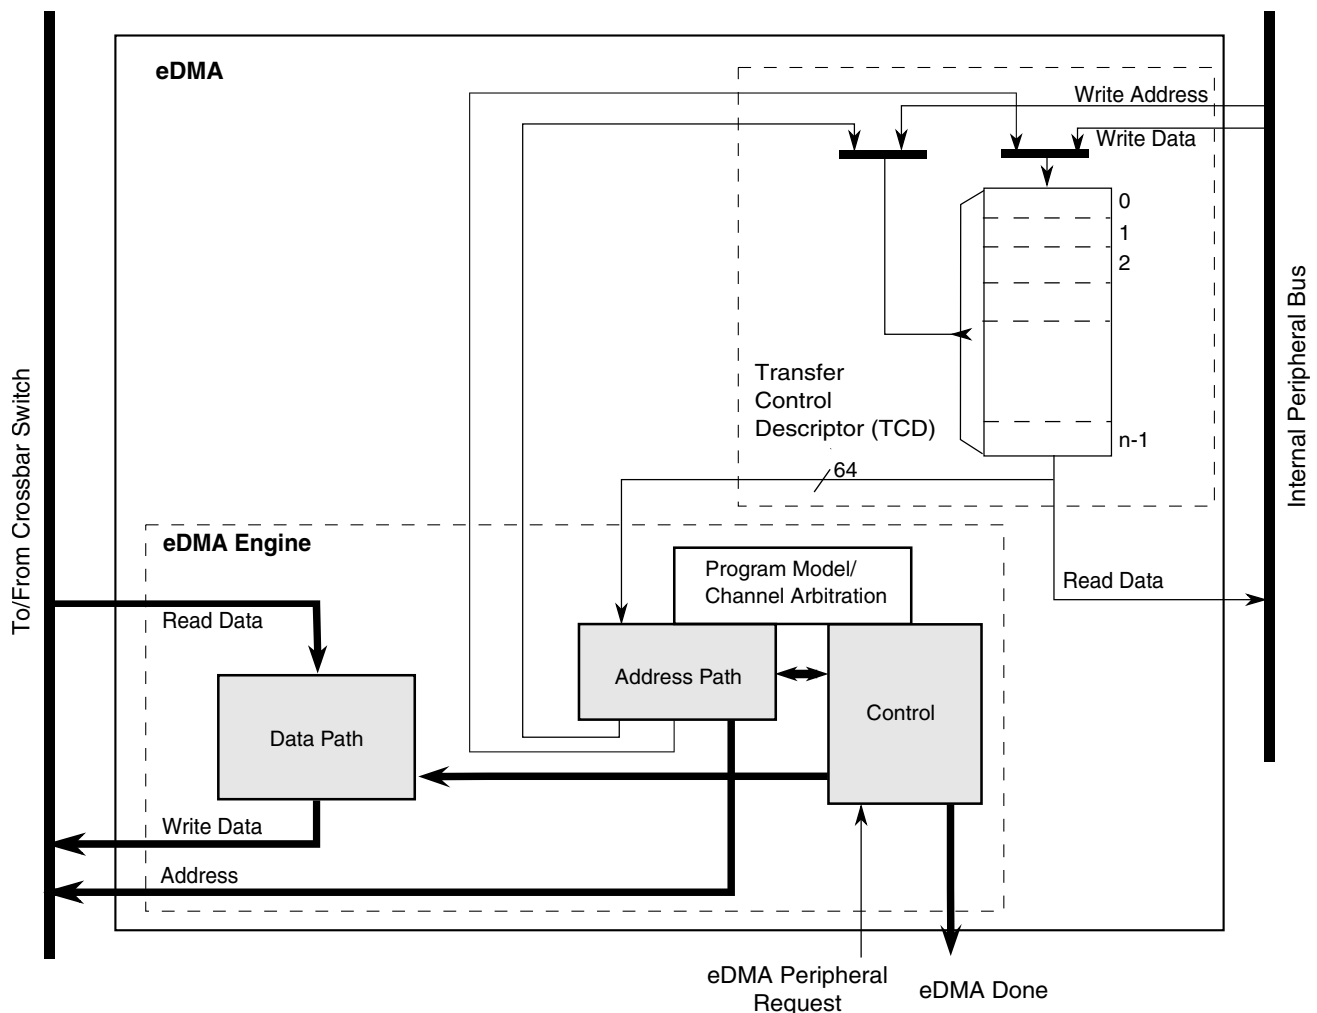 eDMA
Write Address
Write Data
0
1
2
n-1
Transfer
Control
Descriptor (TCD)
64
To/From Crossbar Switch
Internal Peripheral Bus
eDMA Engine
Program Model/
Channel Arbitration
Read Data
Read Data
Address Path
Control
Data Path
Write Data
Address
eDMA Peripheral
Request
eDMA Done